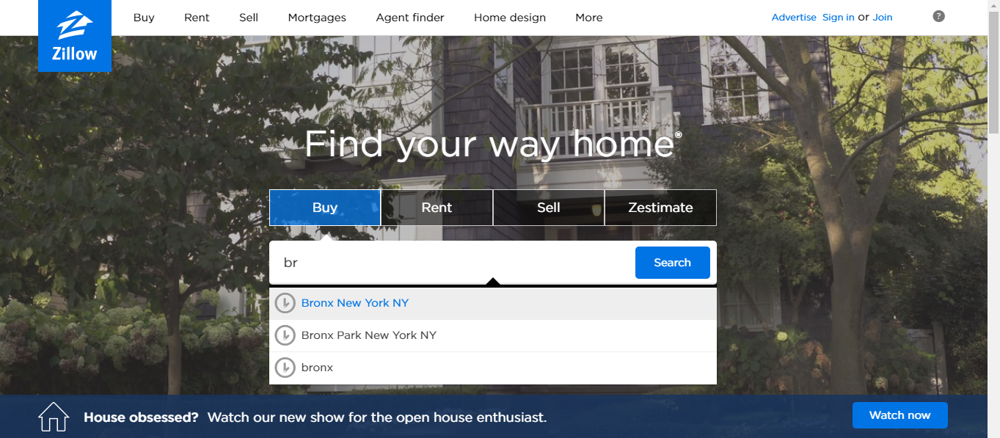 Zillow
Buy Rent Sell Mortgages Agent finder Home design More Advertise Sign in or Join ?
Find your way home®
Buy Rent Sell Zestimate
br Search
Bronx New York NY
Bronx Park New York NY
bronx
House obsessed? Watch our new show for the open house enthusiast. Watch now